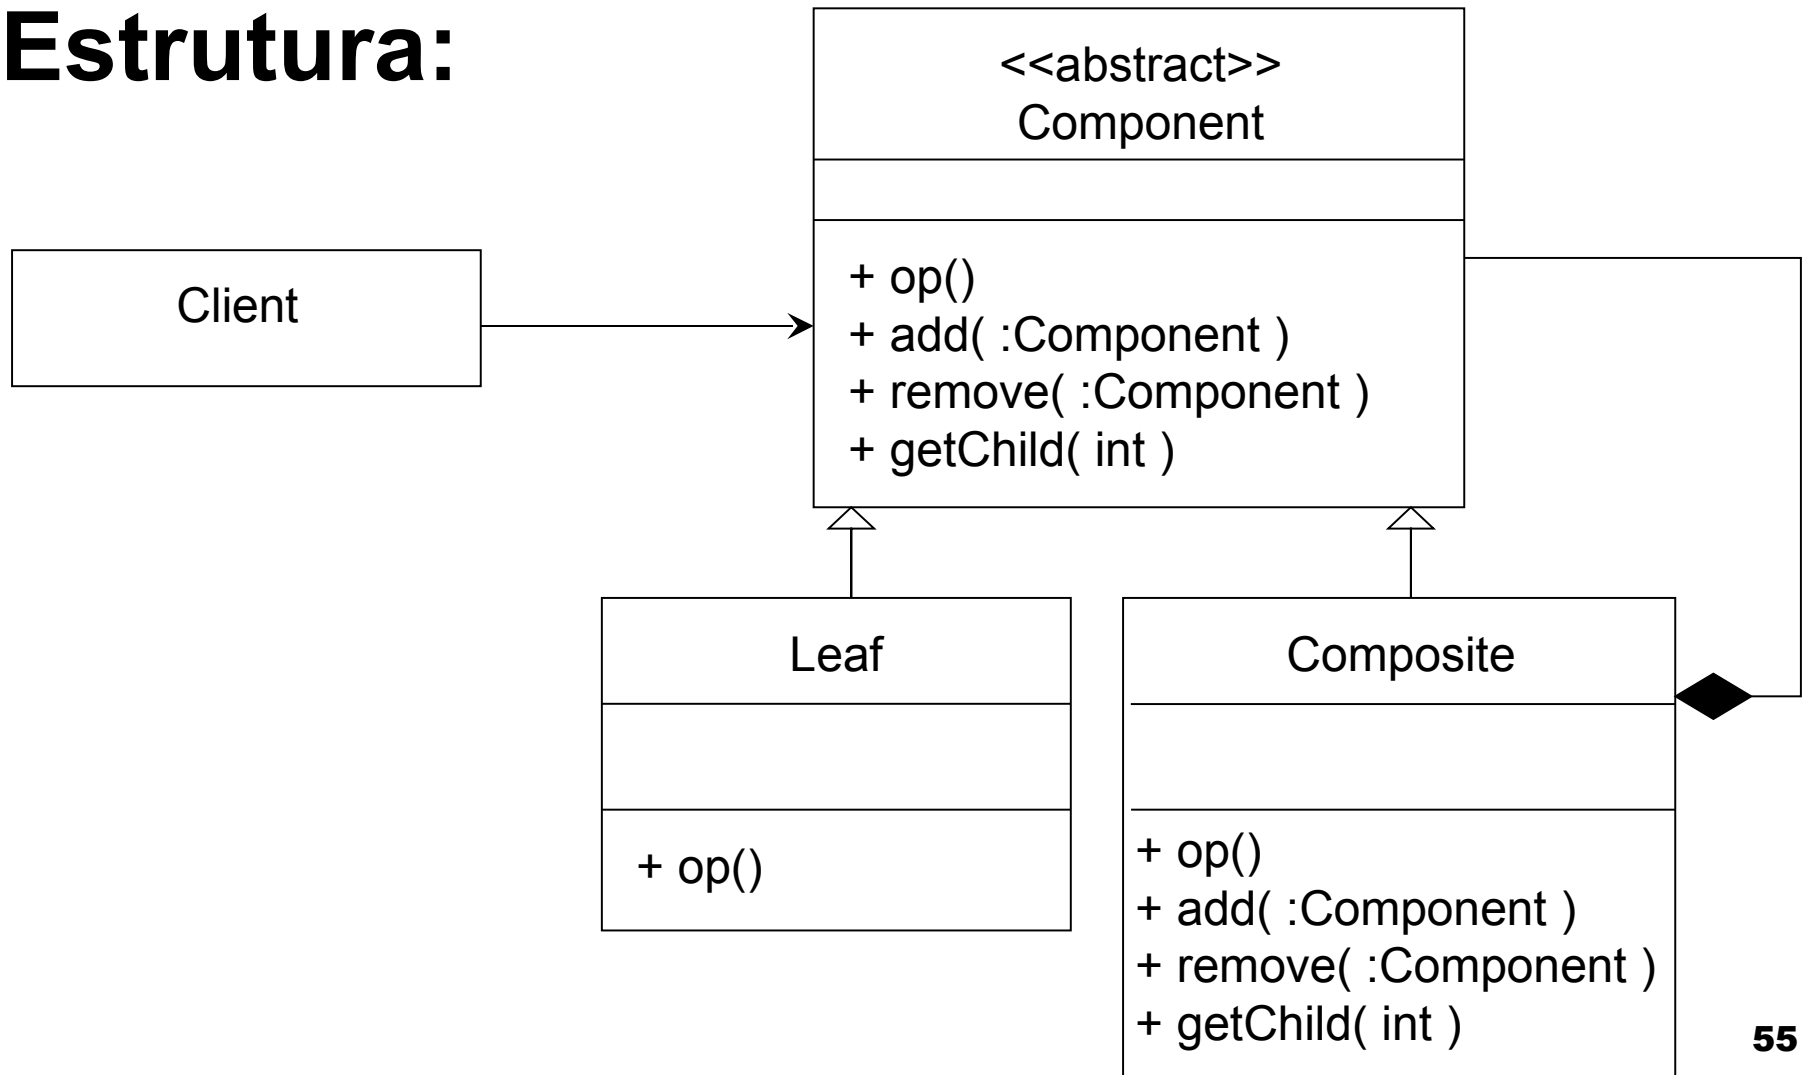 Estrutura:
<<abstract>>
Component
+ op()
+ add( :Component )
+ remove( :Component )
+ getChild( int )
Client
Leaf
+ op()
Composite
+ op()
+ add( :Component )
+ remove( :Component )
+ getChild( int )
55